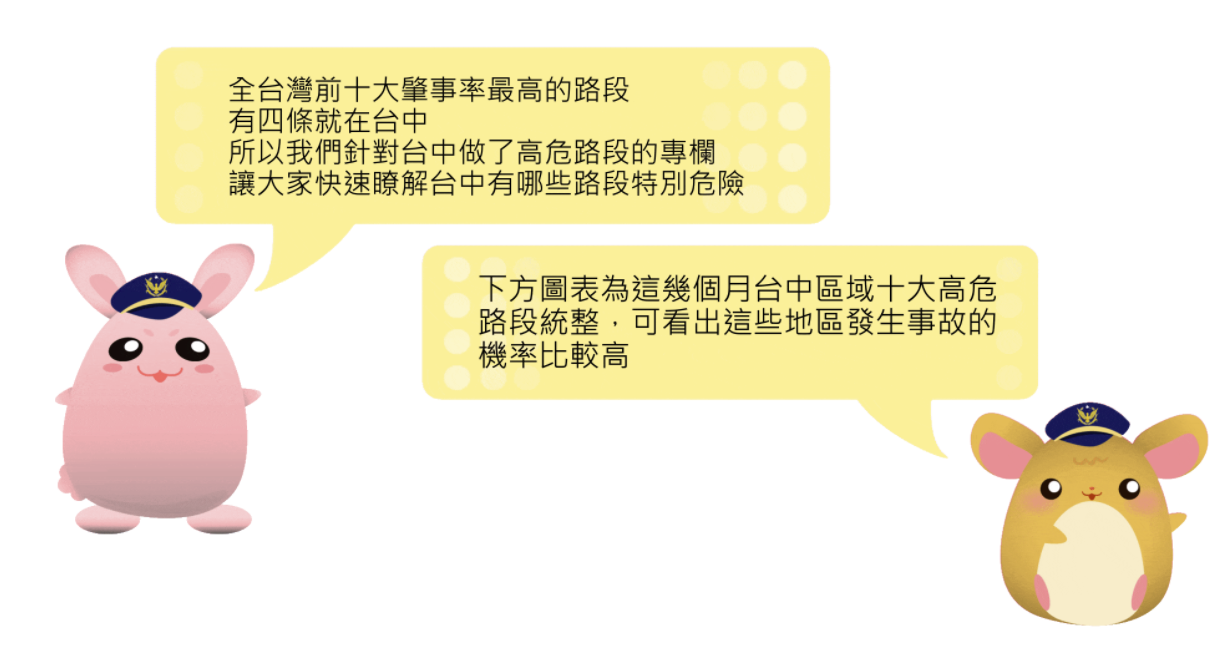 全台灣前十大肇事率最高的路段
有四條就在台中
所以我們針對台中做了高危路段的專欄
讓大家快速瞭解台中有哪些路段特別危險
下方圖表為這幾個月台中區域十大高危
路段統整，可看出這些地區發生事故的
機率比較高